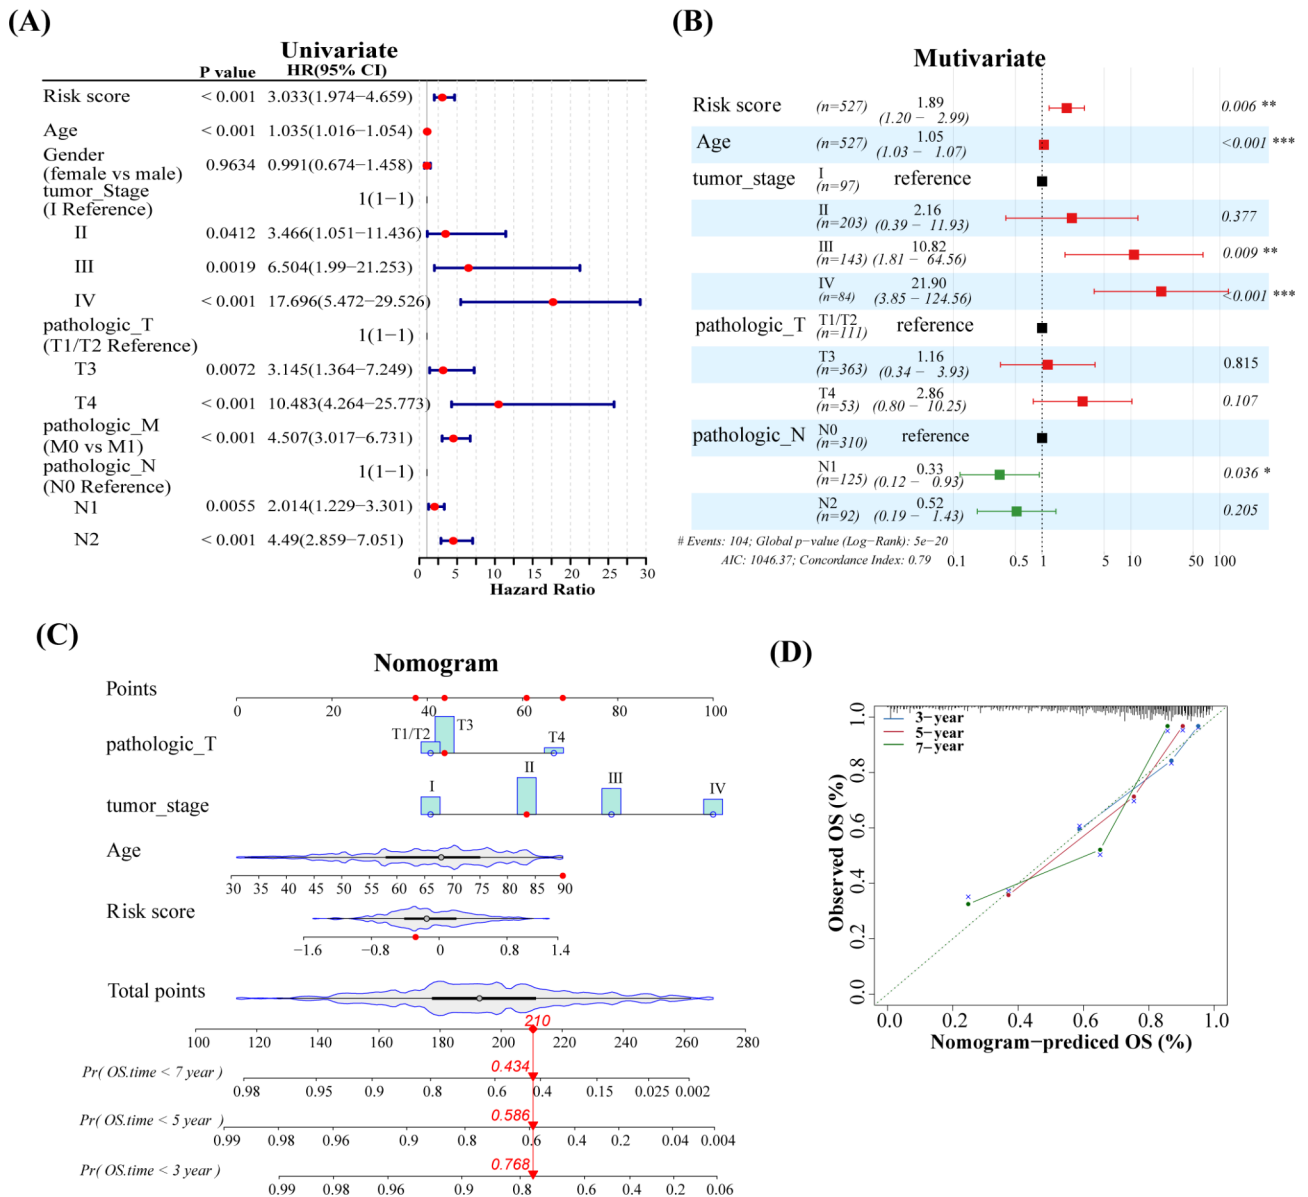 (A)
Univariate
P value HR(95% CI)
Risk score < 0.001 3.033(1.974−4.659)
Age < 0.001 1.035(1.016−1.054)
Gender
(female vs male) 0.9634 0.991(0.674−1.458)
tumor_Stage
(I Reference) 1(1−1)
II 0.0412 3.466(1.051−11.436)
III 0.0019 6.504(1.99−21.253)
IV < 0.001 17.696(5.472−29.526)
pathologic_T
(T1/T2 Reference) 1(1−1)
T3 0.0072 3.145(1.364−7.249)
T4 < 0.001 10.483(4.264−25.773)
pathologic_M
(M0 vs M1) < 0.001 4.507(3.017−6.731)
pathologic_N
(N0 Reference) 1(1−1)
N1 0.0055 2.014(1.229−3.301)
N2 < 0.001 4.49(2.859−7.051)
0 5 10 15 20 25 30
Hazard Ratio
(B)
Mutivariate
Risk score (n=527) 1.89 0.006 **
(1.20 − 2.99)
Age (n=527) 1.05 <0.001 ***
(1.03 − 1.07)
tumor_stage I reference
(n=97)
II 2.16 0.377
(n=203) (0.39 − 11.93)
III 10.82 0.009 **
(n=143) (1.81 − 64.56)
IV 21.90 <0.001 ***
(n=84) (3.85 − 124.56)
pathologic_T T1/T2 reference
(n=111)
T3 1.16 0.815
(n=363) (0.34 − 3.93)
T4 2.86 0.107
(n=53) (0.80 − 10.25)
pathologic_N N0 reference
(n=310)
N1 0.33 0.036 *
(n=125) (0.12 − 0.93)
N2 0.52 0.205
(n=92) (0.19 − 1.43)
# Events: 104; Global p−value (Log−Rank): 5e−20
AIC: 1046.37; Concordance Index: 0.79
0.1 0.5 1 5 10 50 100
(C)
Nomogram
Points
0 20 40 60 80 100
pathologic_T
T1/T2 T3 T4
tumor_stage
I II III IV
Age
30 35 40 45 50 55 60 65 70 75 80 85 90
Risk score
−1.6 −0.8 0 0.8 1.4
Total points
210
100 120 140 160 180 200 220 240 260 280
Pr( OS.time < 7 year ) 0.434
0.98 0.95 0.9 0.8 0.6 0.4 0.15 0.025 0.002
Pr( OS.time < 5 year ) 0.586
0.99 0.98 0.96 0.9 0.8 0.6 0.4 0.2 0.04 0.004
Pr( OS.time < 3 year ) 0.768
0.99 0.98 0.96 0.9 0.8 0.6 0.4 0.2 0.06
(D)
3−year
5−year
7−year
Observed OS (%)
0.0 0.2 0.4 0.6 0.8 1.0
0.0 0.2 0.4 0.6 0.8 1.0
Nomogram−prediced OS (%)